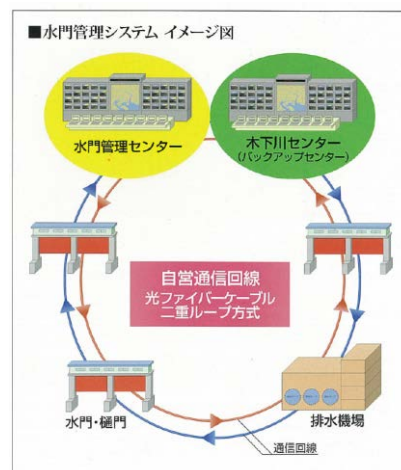 ■水門管理システム イメージ図
水門管理センター
木下川センター
(バックアップセンター)
自営通信回線
光ファイバーケーブル
二重ループ方式
水門・樋門
排水機場
通信回線